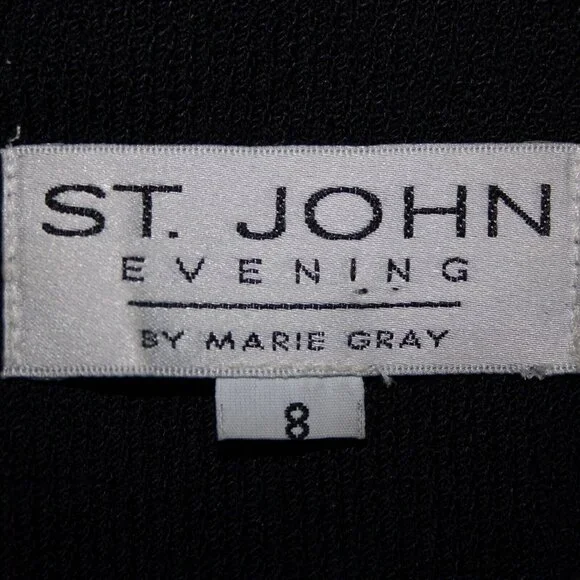 ST. JOHN
EVENING
BY MARIE GRAY
8